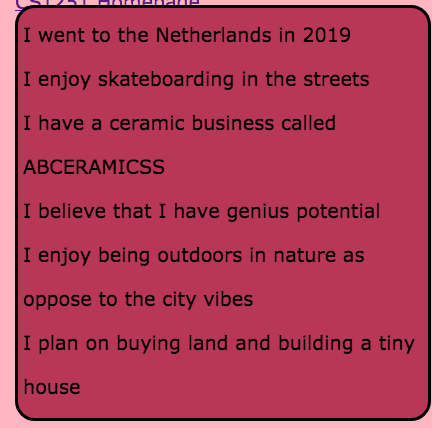 CS1231 Homepage
I went to the Netherlands in 2019
I enjoy skateboarding in the streets
I have a ceramic business called
ABCERAMICSS
I believe that I have genius potential
I enjoy being outdoors in nature as
oppose to the city vibes
I plan on buying land and building a tiny
house